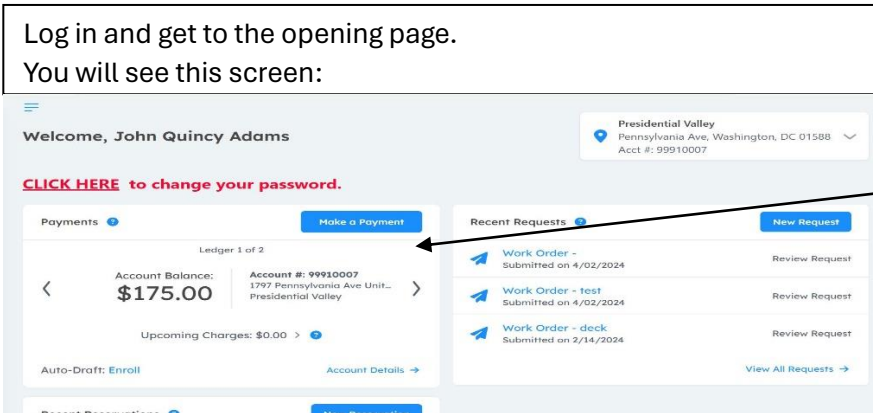 Log in and get to the opening page.
You will see this screen:
Welcome, John Quincy Adams
Presidential Valley
Pennsylvania Ave, Washington, DC 01588
Acct #: 99910007
CLICK HERE to change your password.
Payments ?
Make a Payment
Ledger 1 of 2
Account Balance:
$175.00
Account #: 99910007
1797 Pennsylvania Ave Unit...
Presidential Valley
Upcoming Charges: $0.00 > ?
Auto-Draft: Enroll
Account Details →
Recent Requests ?
New Request
Work Order -
Submitted on 4/02/2024
Review Request
Work Order - test
Submitted on 4/02/2024
Review Request
Work Order - deck
Submitted on 2/14/2024
Review Request
View All Requests →
Recent Reservations ?
New Reservation